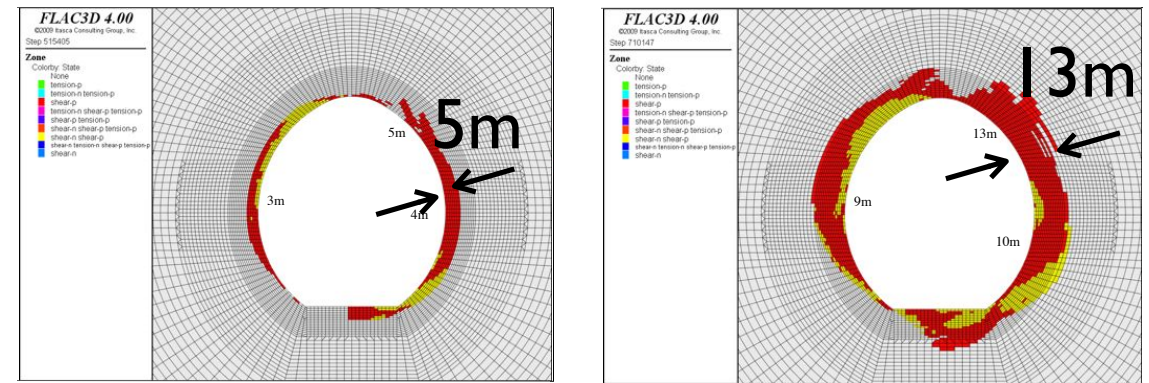 FLAC3D 4.00
©2009 Itasca Consulting Group, Inc.
Step 515405
Zone
Colorby: State
None
tension-p
tension-n tension-p
shear-p
tension-n shear-p tension-p
shear-p tension-p
shear-n shear-p tension-p
shear-n shear-p
shear-n tension-n shear-p tension-p
shear-n
5m
5m
3m
4m
FLAC3D 4.00
©2009 Itasca Consulting Group, Inc.
Step 710147
Zone
Colorby: State
None
tension-p
tension-n tension-p
shear-p
tension-n shear-p tension-p
shear-p tension-p
shear-n shear-p tension-p
shear-n shear-p
shear-n tension-n shear-p tension-p
shear-n
13m
13m
9m
10m